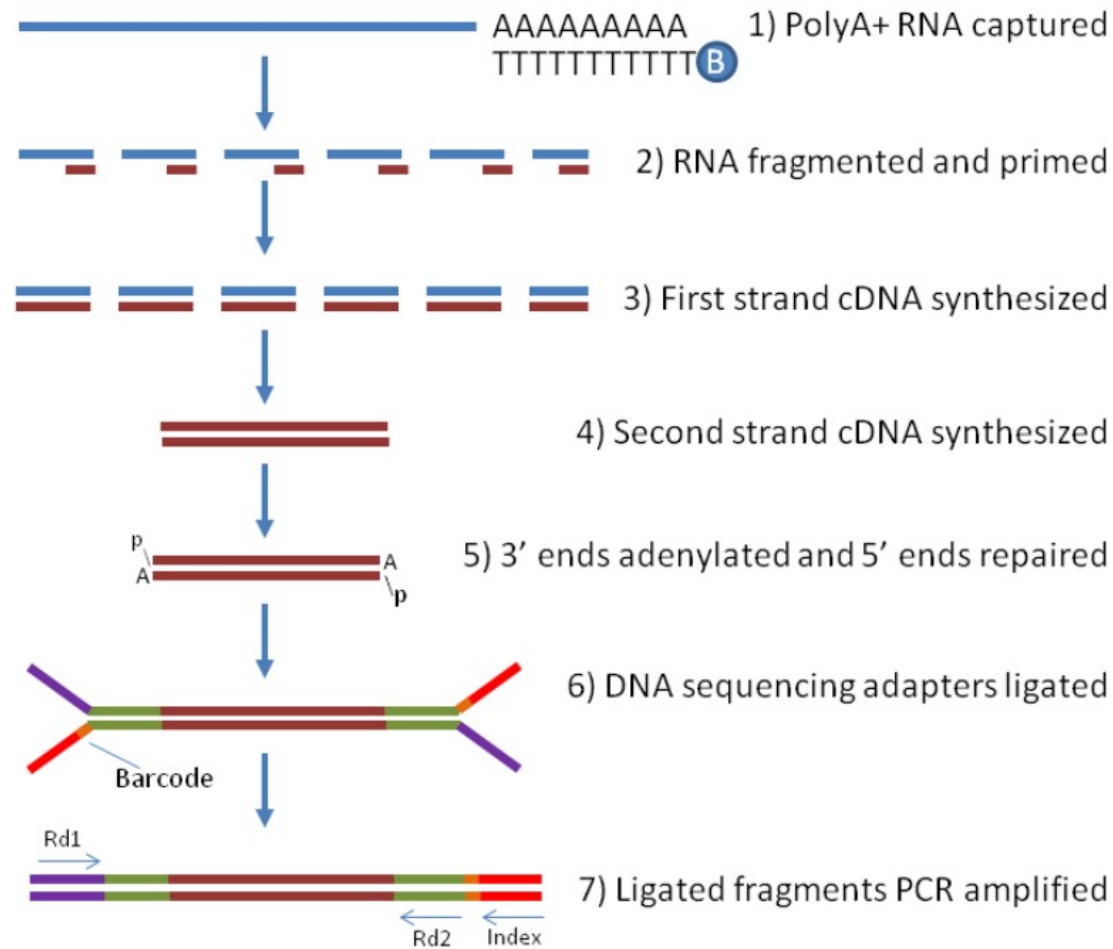 AAAAAAAAA
1) PolyA+ RNA captured
TTTTTTTTTTT B
2) RNA fragmented and primed
3) First strand cDNA synthesized
4) Second strand cDNA synthesized
p
A
5) 3’ ends adenylated and 5’ ends repaired
A
p
6) DNA sequencing adapters ligated
Barcode
Rd1
7) Ligated fragments PCR amplified
Rd2
Index